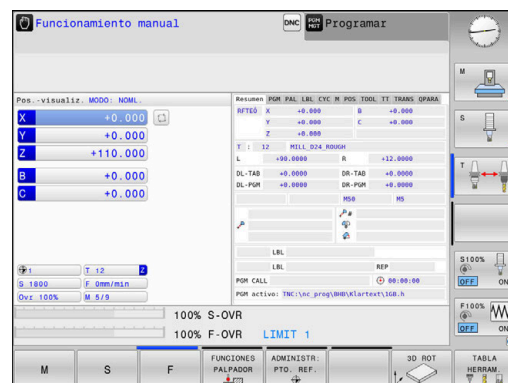 Funcionamiento manual
DNC
PGM MGT
Programar
Pos.-visualiz. MODO: NOML.
X +0.000
Y +0.000
Z +110.000
B +0.000
C +0.000
1 T 12 Z
S 1800 F 0mm/min
Ovr 100% M 5/9
Resumen PGM PAL LBL CYC M POS TOOL TT TRANS QPARA
RFTEÓ X +0.000 B +0.000
Y +0.000 C +0.000
Z +0.000
T : 12 MILL_D24_ROUGH
L +90.0000 R +12.0000
DL-TAB +0.0000 DR-TAB +0.0000
DL-PGM +0.0000 DR-PGM +0.0000
M50 M5
LBL
LBL REP
PGM CALL 00:00:00
PGM activo: TNC:\nc_prog\BHB\Klartext\1GB.h
100% S-OVR
100% F-OVR LIMIT 1
M
S
T
S100%
OFF ON
F100%
OFF ON
M
S
F
FUNCIONES PALPADOR
ADMINISTR. PTO. REF.
3D ROT
TABLA HERRAM.